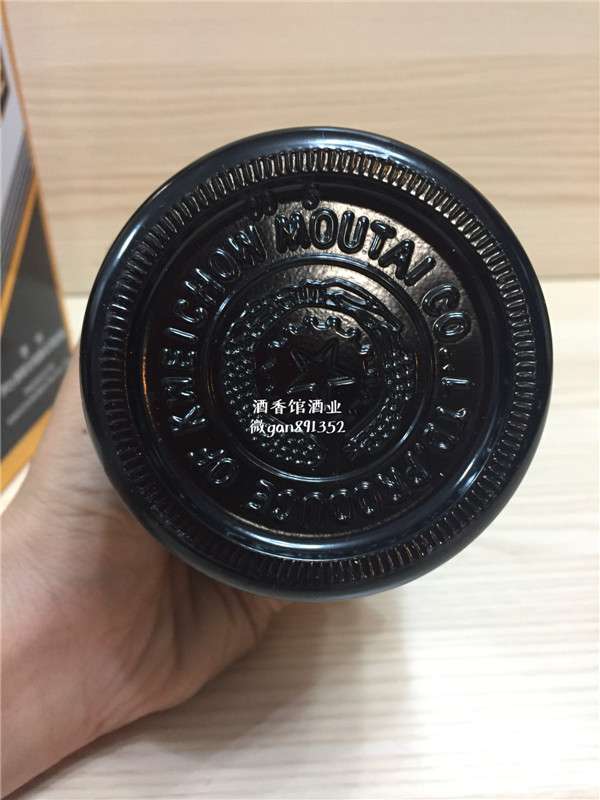 KWEICHOW MOUTAI CO., LTD. PRODUCE OF
酒香馆酒业
微gan891352